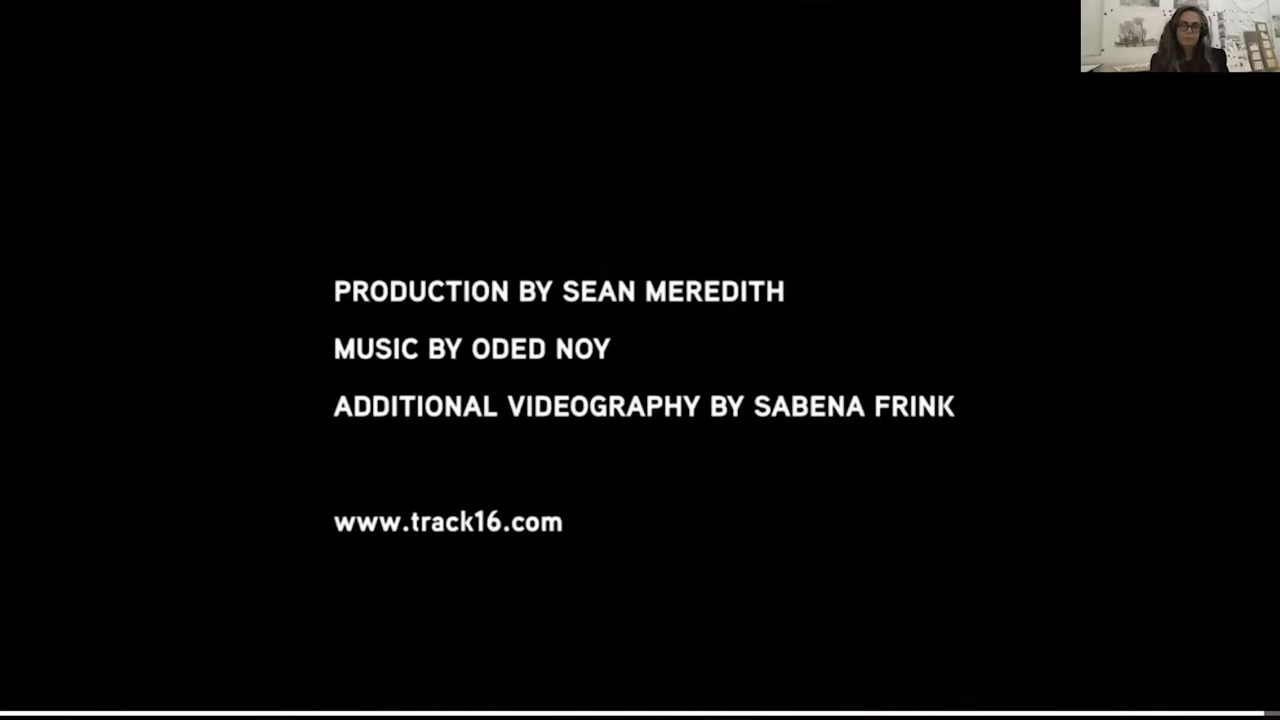 PRODUCTION BY SEAN MEREDITH
MUSIC BY ODED NOY
ADDITIONAL VIDEOGRAPHY BY SABENA FRINK
www.track16.com